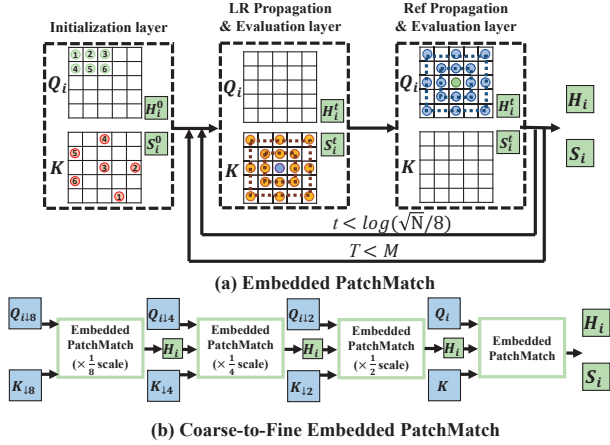 Initialization layer
LR Propagation
& Evaluation layer
Ref Propagation
& Evaluation layer
Q_i
1 2 3
4 5 6
H_i^0
S_i^0
K
4
5
3 2
6
1
Q_i
H_i^t
S_i^t
K
Q_i
H_i^t
S_i^t
K
H_i
S_i
t < log(√N/8)
T < M
(a) Embedded PatchMatch
Q_{i↓8}
K_{↓8}
Embedded
PatchMatch
(× 1/8 scale)
H_i
Q_{i↓4}
K_{↓4}
Embedded
PatchMatch
(× 1/4 scale)
H_i
Q_{i↓2}
K_{↓2}
Embedded
PatchMatch
(× 1/2 scale)
H_i
Q_i
K
Embedded
PatchMatch
H_i
S_i
(b) Coarse-to-Fine Embedded PatchMatch